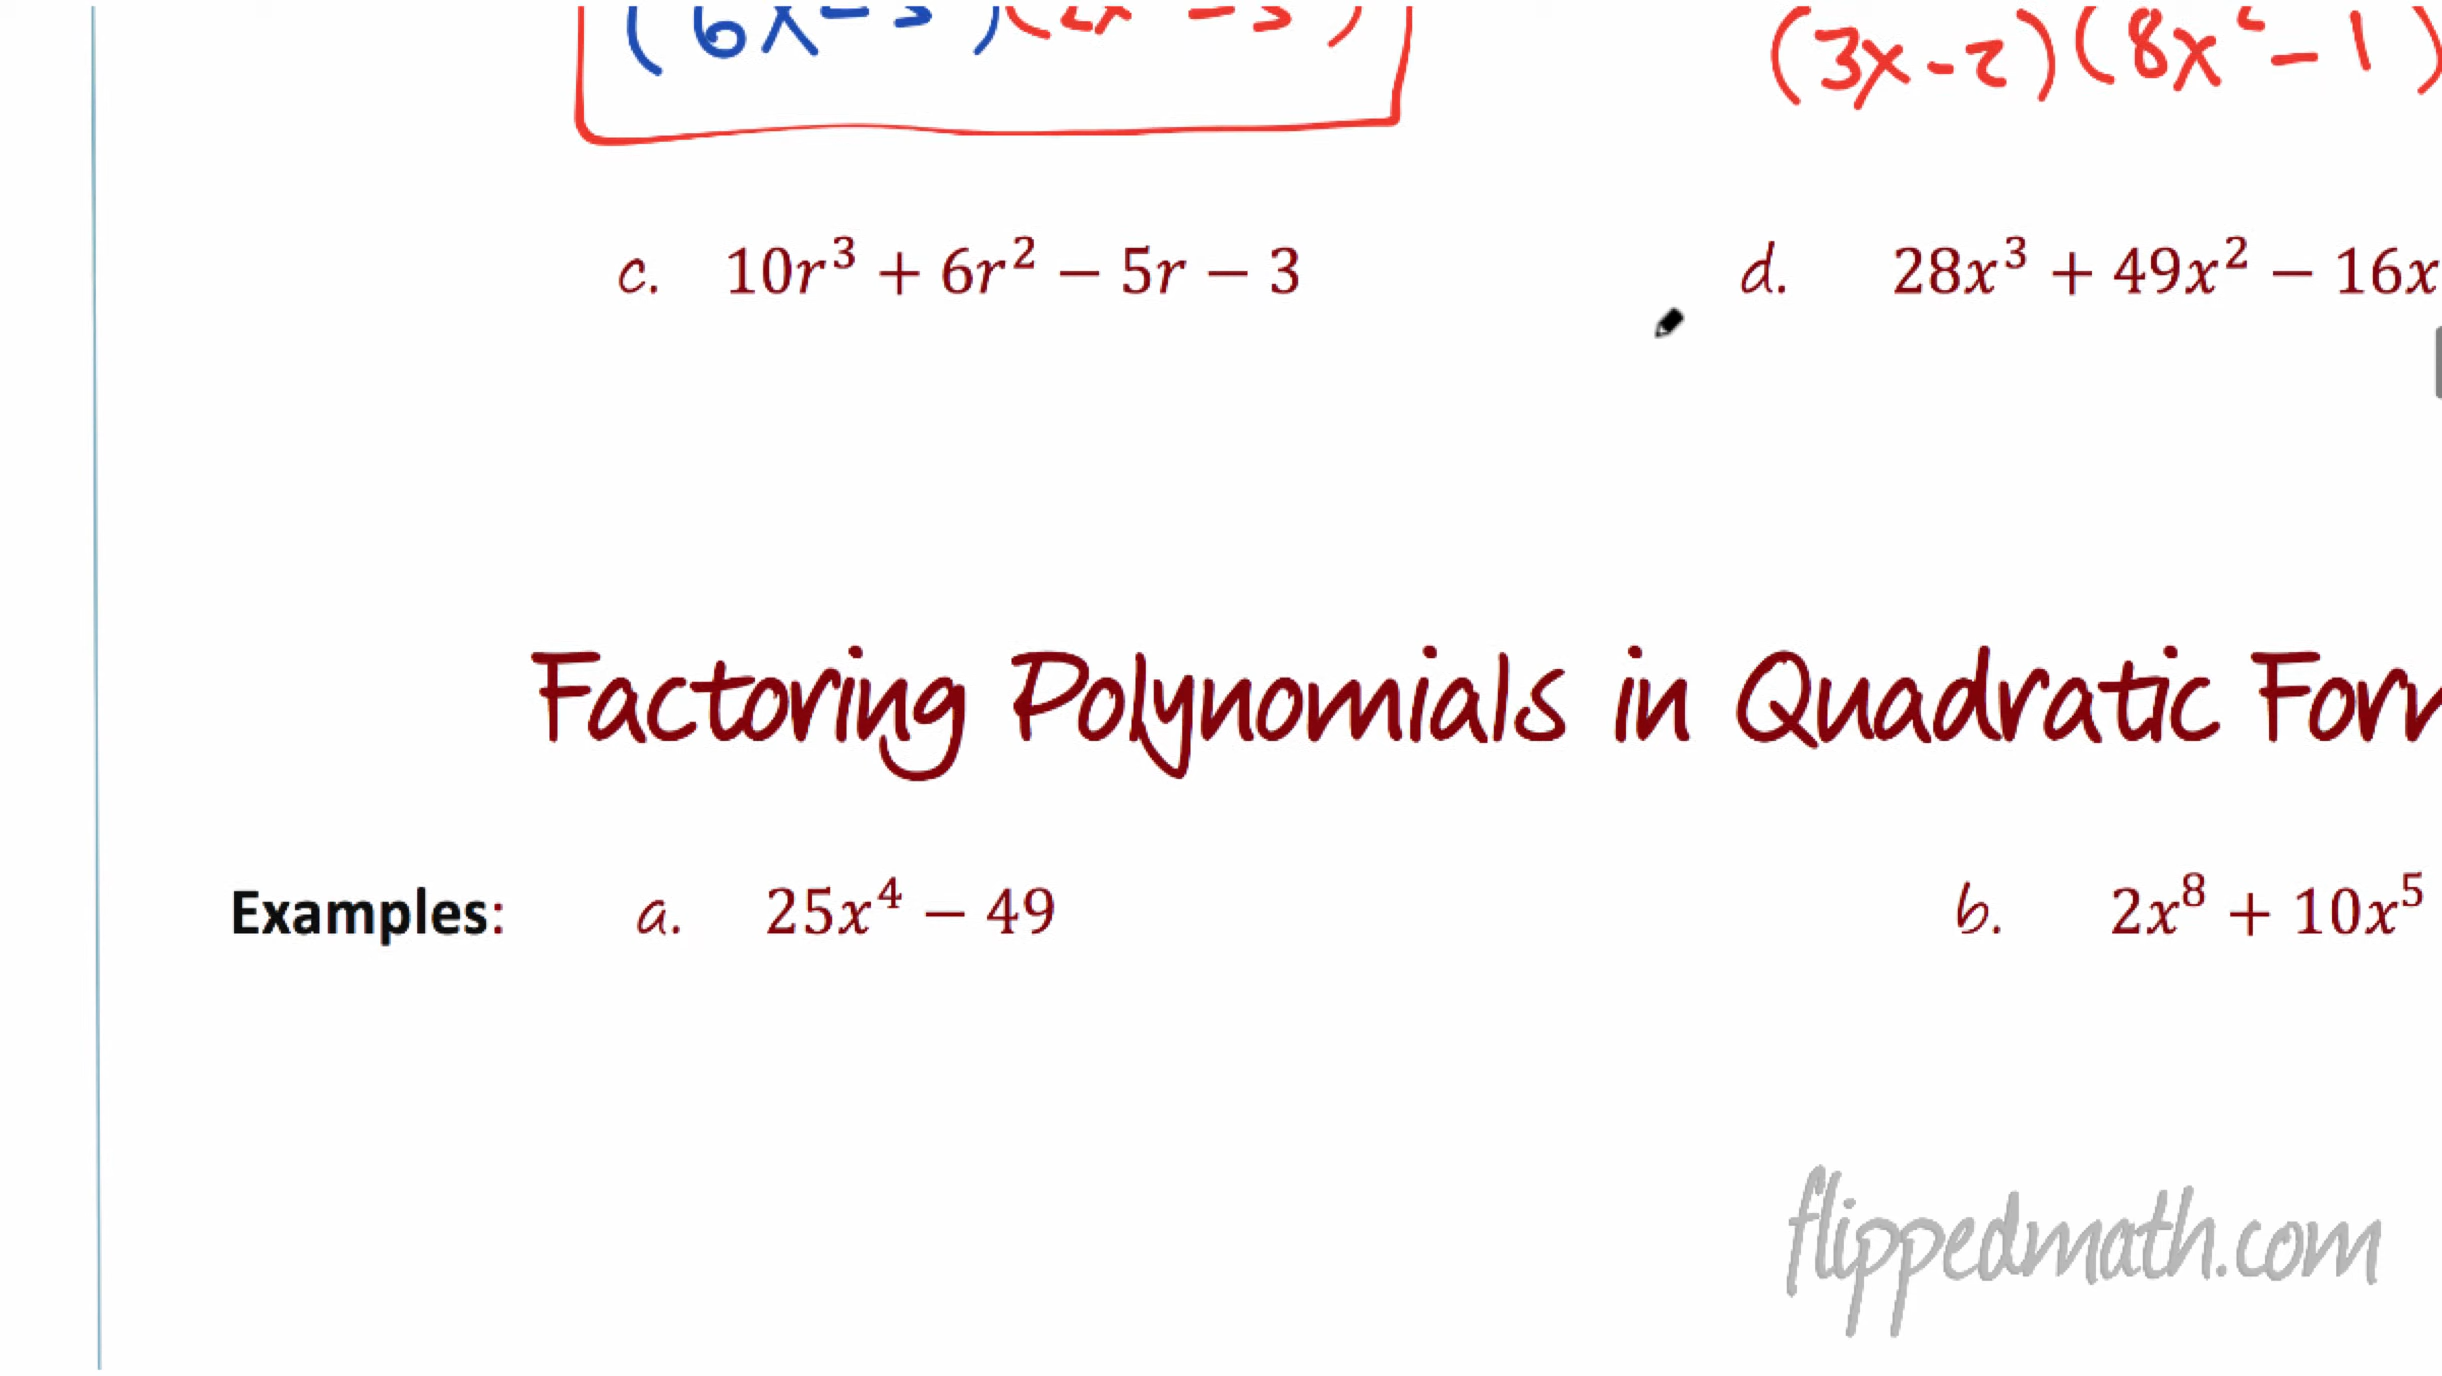 (3x-2)(8x²-1)
c. 10r³ + 6r² − 5r − 3
d. 28x³ + 49x² − 16x
Factoring Polynomials in Quadratic
Examples: a. 25x⁴ − 49
b. 2x⁸ + 10x⁵
flippedmath.com